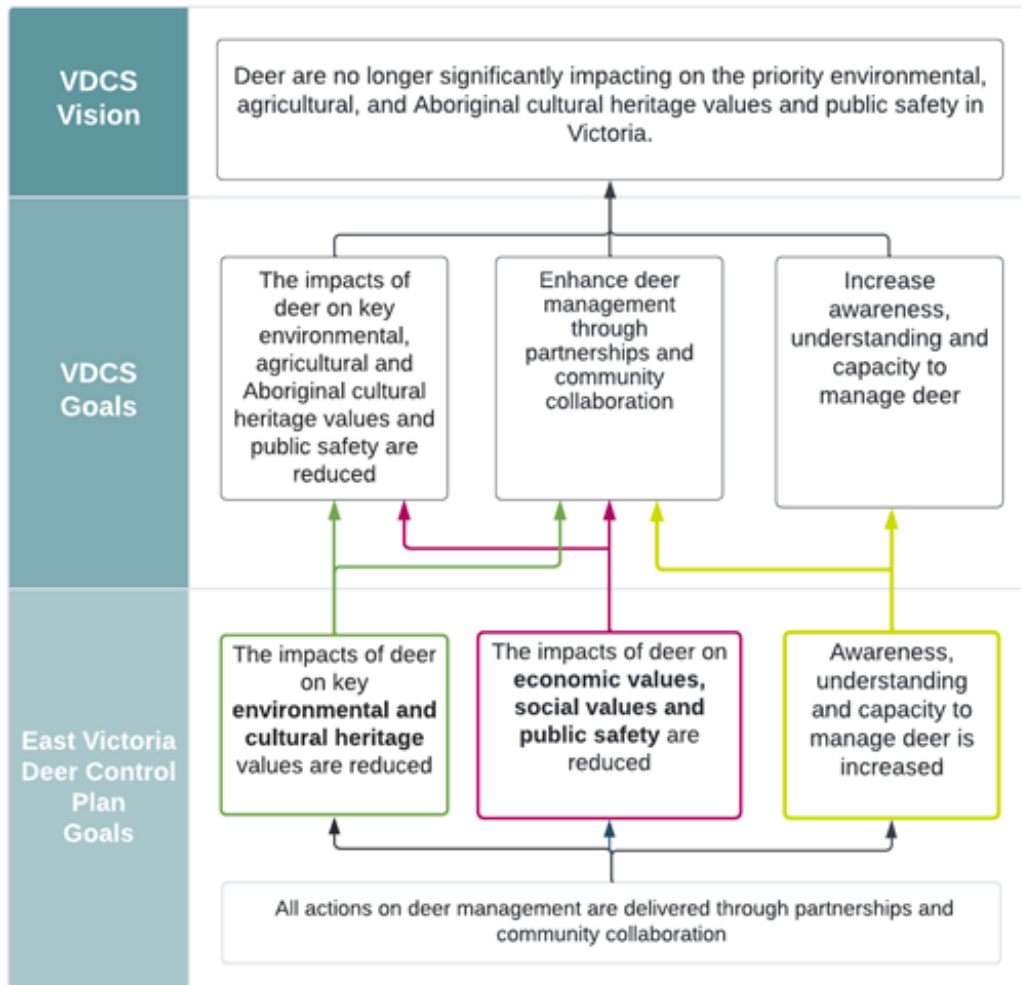 VDCS
Vision
Deer are no longer significantly impacting on the priority environmental,
agricultural, and Aboriginal cultural heritage values and public safety in
Victoria.
VDCS
Goals
The impacts of
deer on key
environmental,
agricultural and
Aboriginal cultural
heritage values and
public safety are
reduced
Enhance deer
management
through
partnerships and
community
collaboration
Increase
awareness,
understanding and
capacity to
manage deer
East Victoria
Deer Control
Plan
Goals
The impacts of deer
on key
environmental and
cultural heritage
values are reduced
The impacts of deer on
economic values,
social values and
public safety are
reduced
Awareness,
understanding
and capacity to
manage deer is
increased
All actions on deer management are delivered through partnerships and
community collaboration